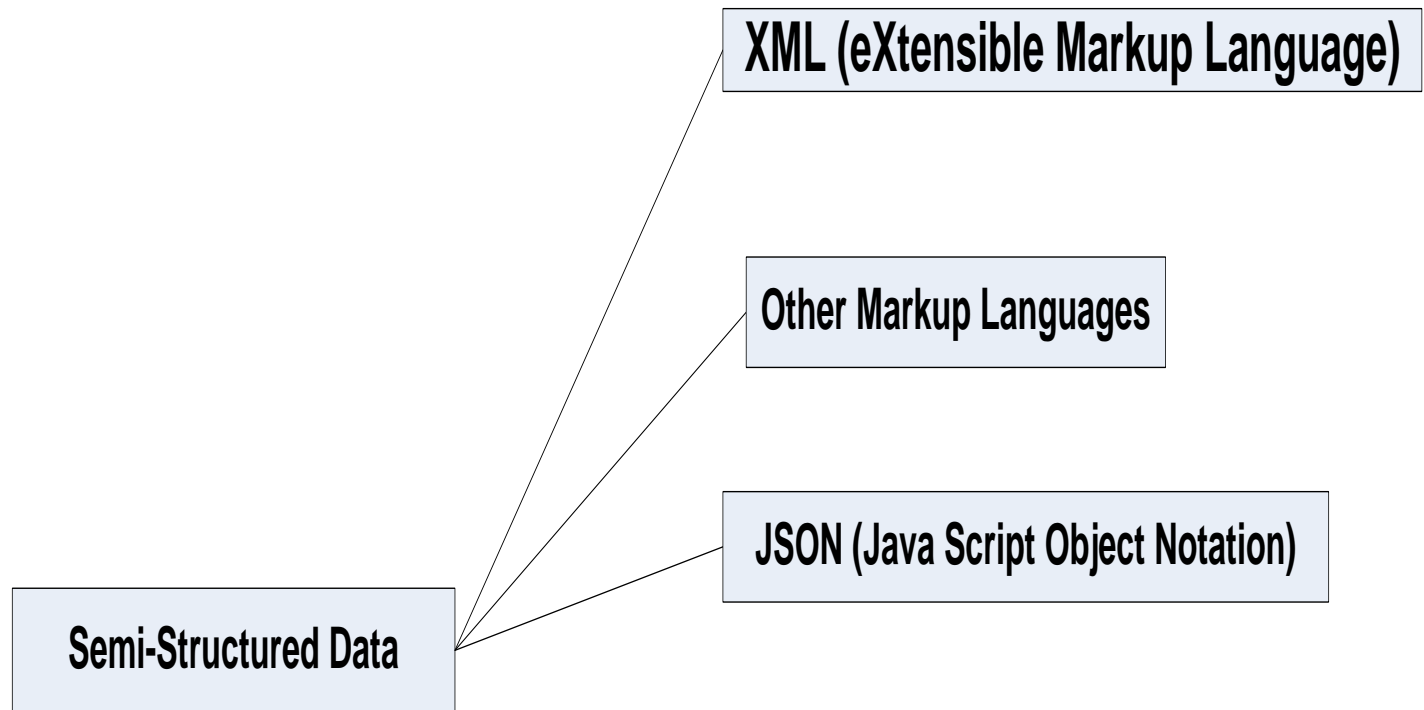 XML (eXtensible Markup Language)
Other Markup Languages
JSON (Java Script Object Notation)
Semi-Structured Data